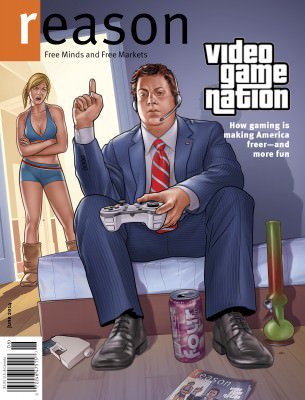 reason
Free Minds and Free Markets
video
game
nation
How gaming is
making America
freer—and
more fun
June 2014
four
reason